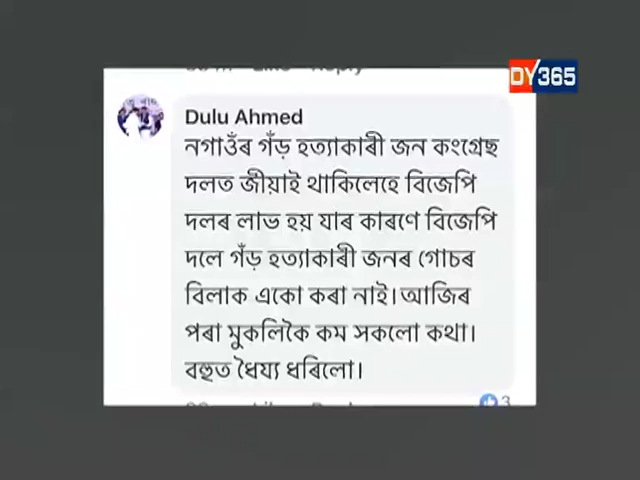 DY365
Dulu Ahmed
নগাওঁৰ গঁড় হত্যাকাৰী জন কংগ্ৰেছ
দলত জীয়াই থাকিলেহে বিজেপি
দলৰ লাভ হয় যাৰ কাৰণে বিজেপি
দলে গঁড় হত্যাকাৰী জনৰ গোচৰ
বিলাক একো কৰা নাই।আজিৰ
পৰা মুকলিকৈ কম সকলো কথা।
বহুত ধৈয্য ধৰিলো।
3